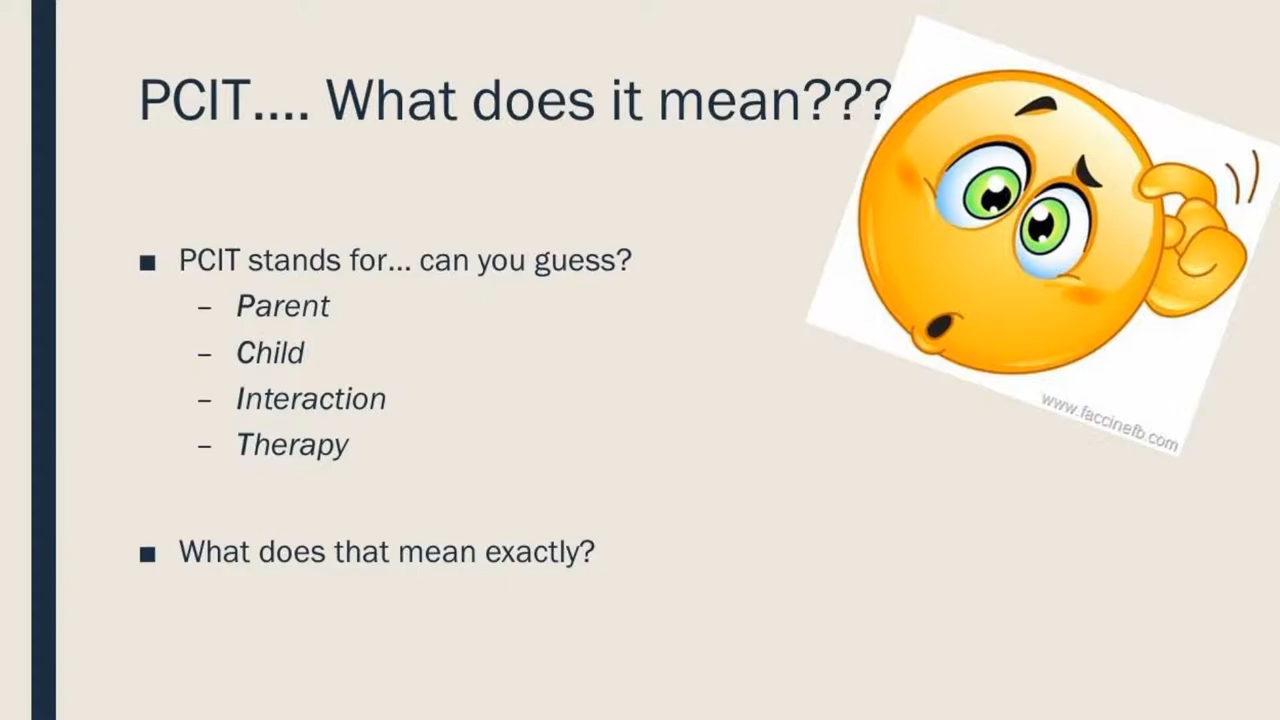 PCIT.... What does it mean???
■ PCIT stands for... can you guess?
– Parent
– Child
– Interaction
– Therapy
■ What does that mean exactly?
www.faccinefb.com